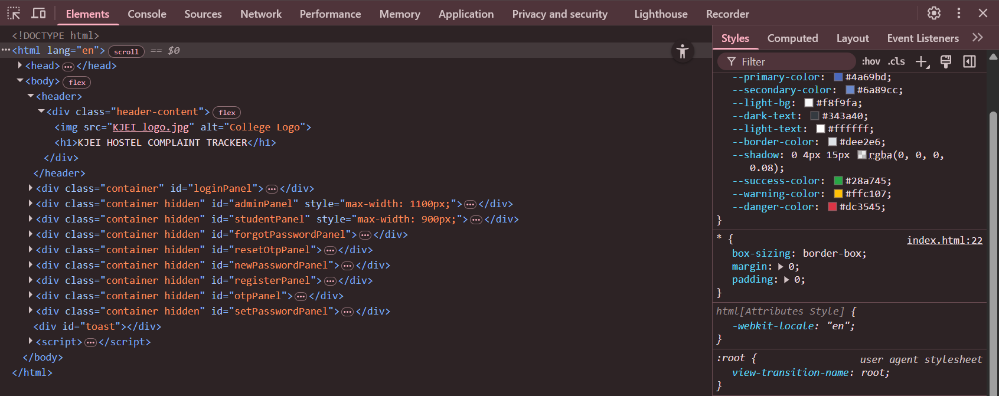 Elements Console Sources Network Performance Memory Application Privacy and security Lighthouse Recorder
<!DOCTYPE html>
<html lang="en"> scroll == $0
<head> </head>
<body> flex
<header>
<div class="header-content"> flex
<img src="KJEI logo.jpg" alt="College Logo">
<h1>KJEI HOSTEL COMPLAINT TRACKER</h1>
</div>
</header>
<div class="container" id="loginPanel"> </div>
<div class="container hidden" id="adminPanel" style="max-width: 1100px;"> </div>
<div class="container hidden" id="studentPanel" style="max-width: 900px;"> </div>
<div class="container hidden" id="forgotPasswordPanel"> </div>
<div class="container hidden" id="resetOtpPanel"> </div>
<div class="container hidden" id="newPasswordPanel"> </div>
<div class="container hidden" id="registerPanel"> </div>
<div class="container hidden" id="otpPanel"> </div>
<div class="container hidden" id="setPasswordPanel"> </div>
<div id="toast"></div>
<script> </script>
</body>
</html>
Styles Computed Layout Event Listeners
Filter :hov .cls
--primary-color: #4a69bd;
--secondary-color: #6a89cc;
--light-bg: #f8f9fa;
--dark-text: #343a40;
--light-text: #ffffff;
--border-color: #dee2e6;
--shadow: 0 4px 15px rgba(0, 0, 0,
0.08);
--success-color: #28a745;
--warning-color: #ffc107;
--danger-color: #dc3545;
}
* { index.html:22
box-sizing: border-box;
margin: 0;
padding: 0;
}
html[Attributes Style] {
-webkit-locale: "en";
}
:root { user agent stylesheet
view-transition-name: root;
}